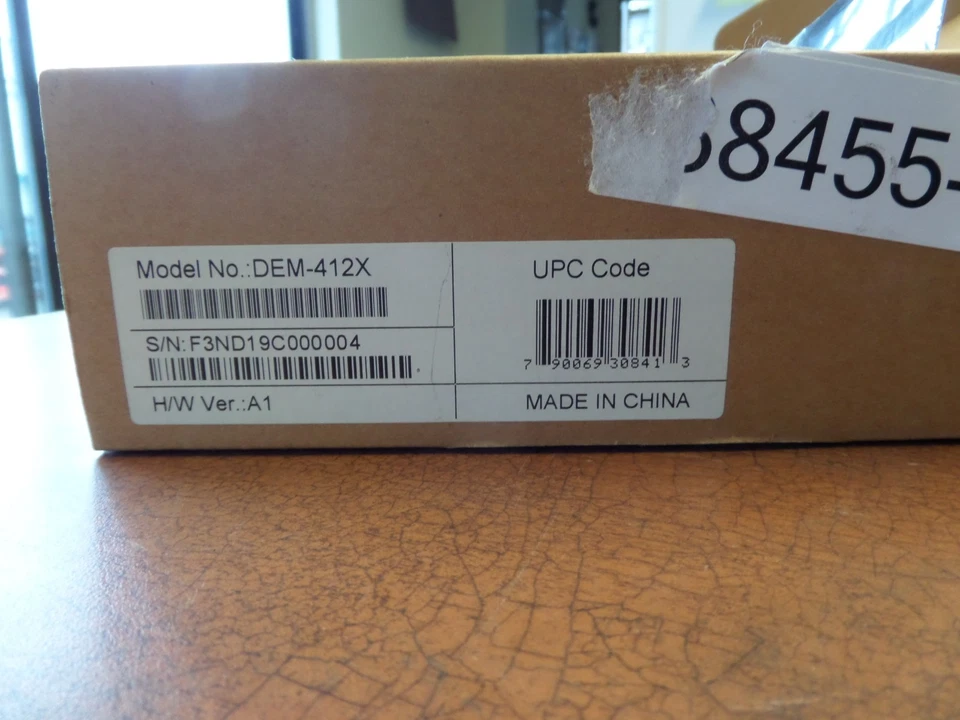 8455-
Model No.:DEM-412X
UPC Code
S/N:F3ND19C000004
7 90069 30841 3
H/W Ver.:A1
MADE IN CHINA